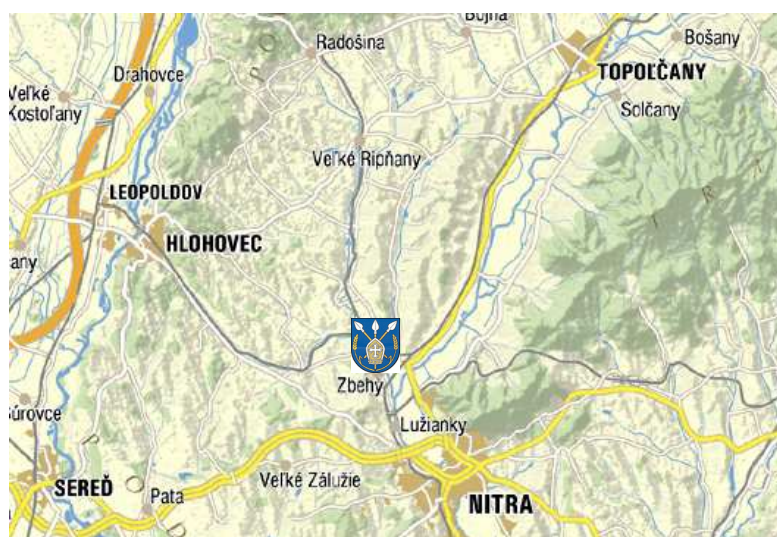 Bojná
Radošina
Bošany
TOPOĽČANY
Drahovce
Solčany
Veľké
Kostoľany
Veľké Ripňany
LEOPOLDOV
HLOHOVEC
any
P O
T R I
Zbehy
Lužianky
Veľké Zálužie
SEREĎ
Pata
NITRA
P O D